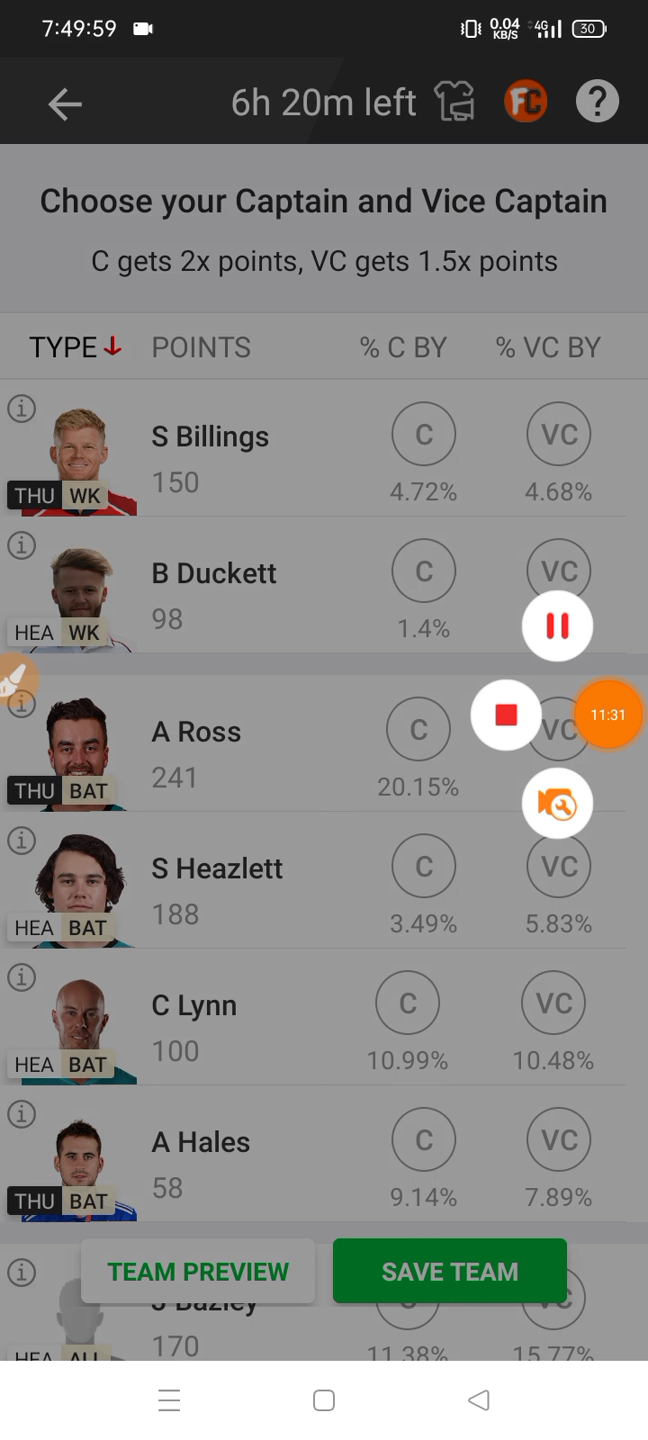 7:49:59 0.04 KB/S 4G 30
6h 20m left FC ?
Choose your Captain and Vice Captain
C gets 2x points, VC gets 1.5x points
TYPE POINTS % C BY % VC BY
S Billings C VC
150 4.72% 4.68%
THU WK
B Duckett C VC
98 1.4%
HEA WK
A Ross C VC 11:31
241 20.15%
THU BAT
S Heazlett C VC
188 3.49% 5.83%
HEA BAT
C Lynn C VC
100 10.99% 10.48%
HEA BAT
A Hales C VC
58 9.14% 7.89%
THU BAT
TEAM PREVIEW SAVE TEAM
J Bazley C VC
170 11.38% 15.77%
HEA ALL